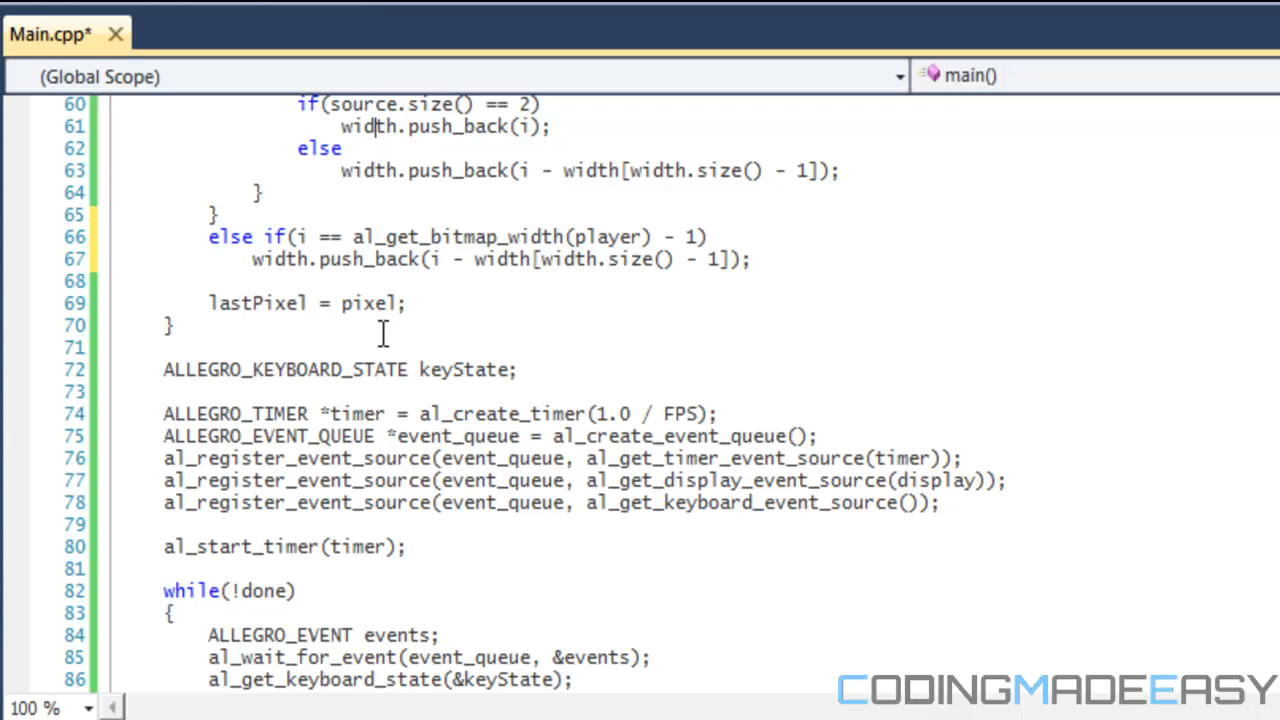 Main.cpp*
(Global Scope) main()
60 if(source.size() == 2)
61 width.push_back(i);
62 else
63 width.push_back(i - width[width.size() - 1]);
64 }
65 }
66 else if(i == al_get_bitmap_width(player) - 1)
67 width.push_back(i - width[width.size() - 1]);
68
69 lastPixel = pixel;
70 }
71
72 ALLEGRO_KEYBOARD_STATE keyState;
73
74 ALLEGRO_TIMER *timer = al_create_timer(1.0 / FPS);
75 ALLEGRO_EVENT_QUEUE *event_queue = al_create_event_queue();
76 al_register_event_source(event_queue, al_get_timer_event_source(timer));
77 al_register_event_source(event_queue, al_get_display_event_source(display));
78 al_register_event_source(event_queue, al_get_keyboard_event_source());
79
80 al_start_timer(timer);
81
82 while(!done)
83 {
84 ALLEGRO_EVENT events;
85 al_wait_for_event(event_queue, &events);
86 al_get_keyboard_state(&keyState);
CODINGMADEEASY
100 %